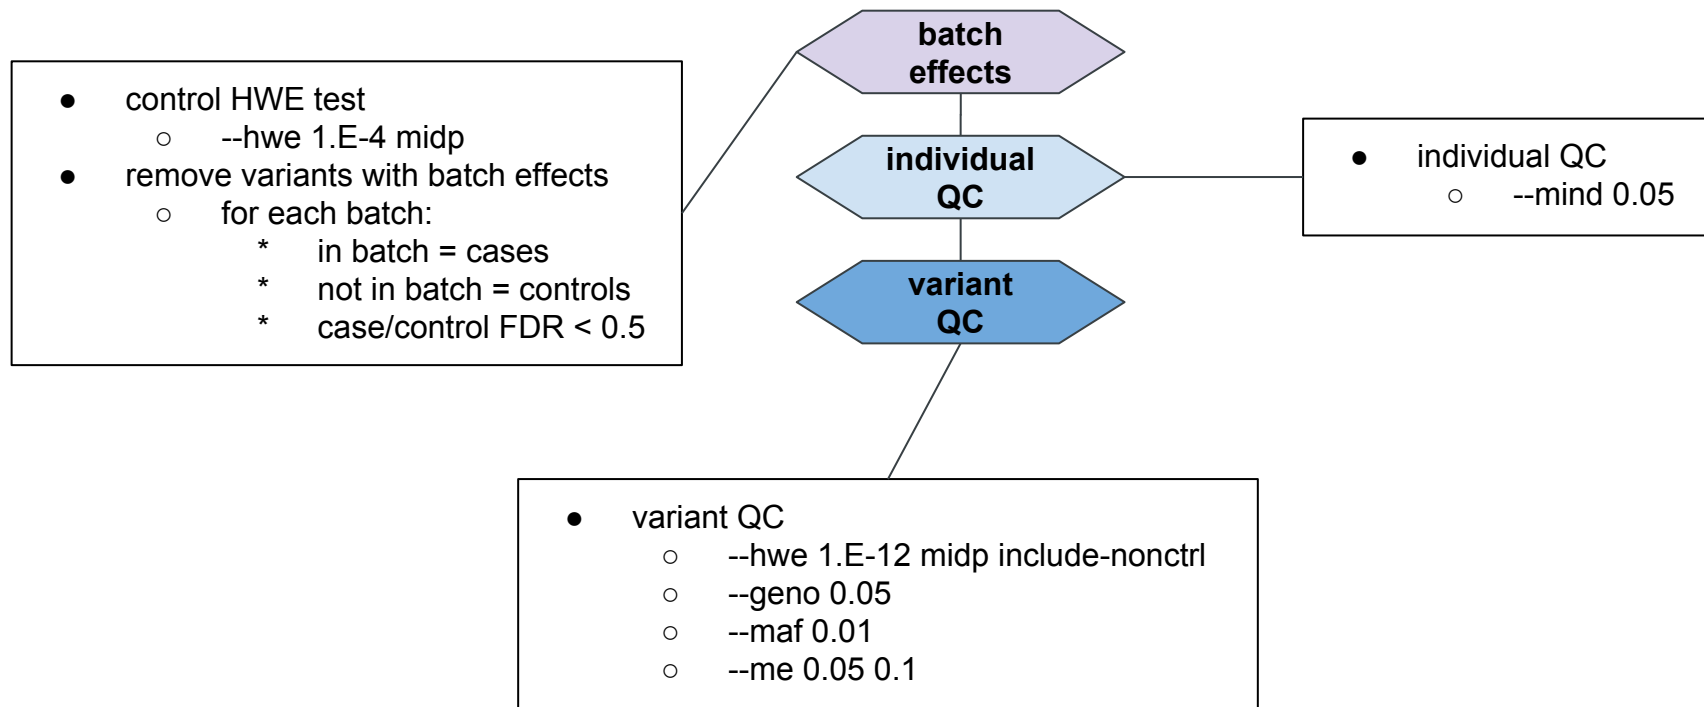 batch
effects
● control HWE test
○ --hwe 1.E-4 midp
● remove variants with batch effects
○ for each batch:
* in batch = cases
* not in batch = controls
* case/control FDR < 0.5
individual
QC
● individual QC
○ --mind 0.05
variant
QC
● variant QC
○ --hwe 1.E-12 midp include-nonctrl
○ --geno 0.05
○ --maf 0.01
○ --me 0.05 0.1